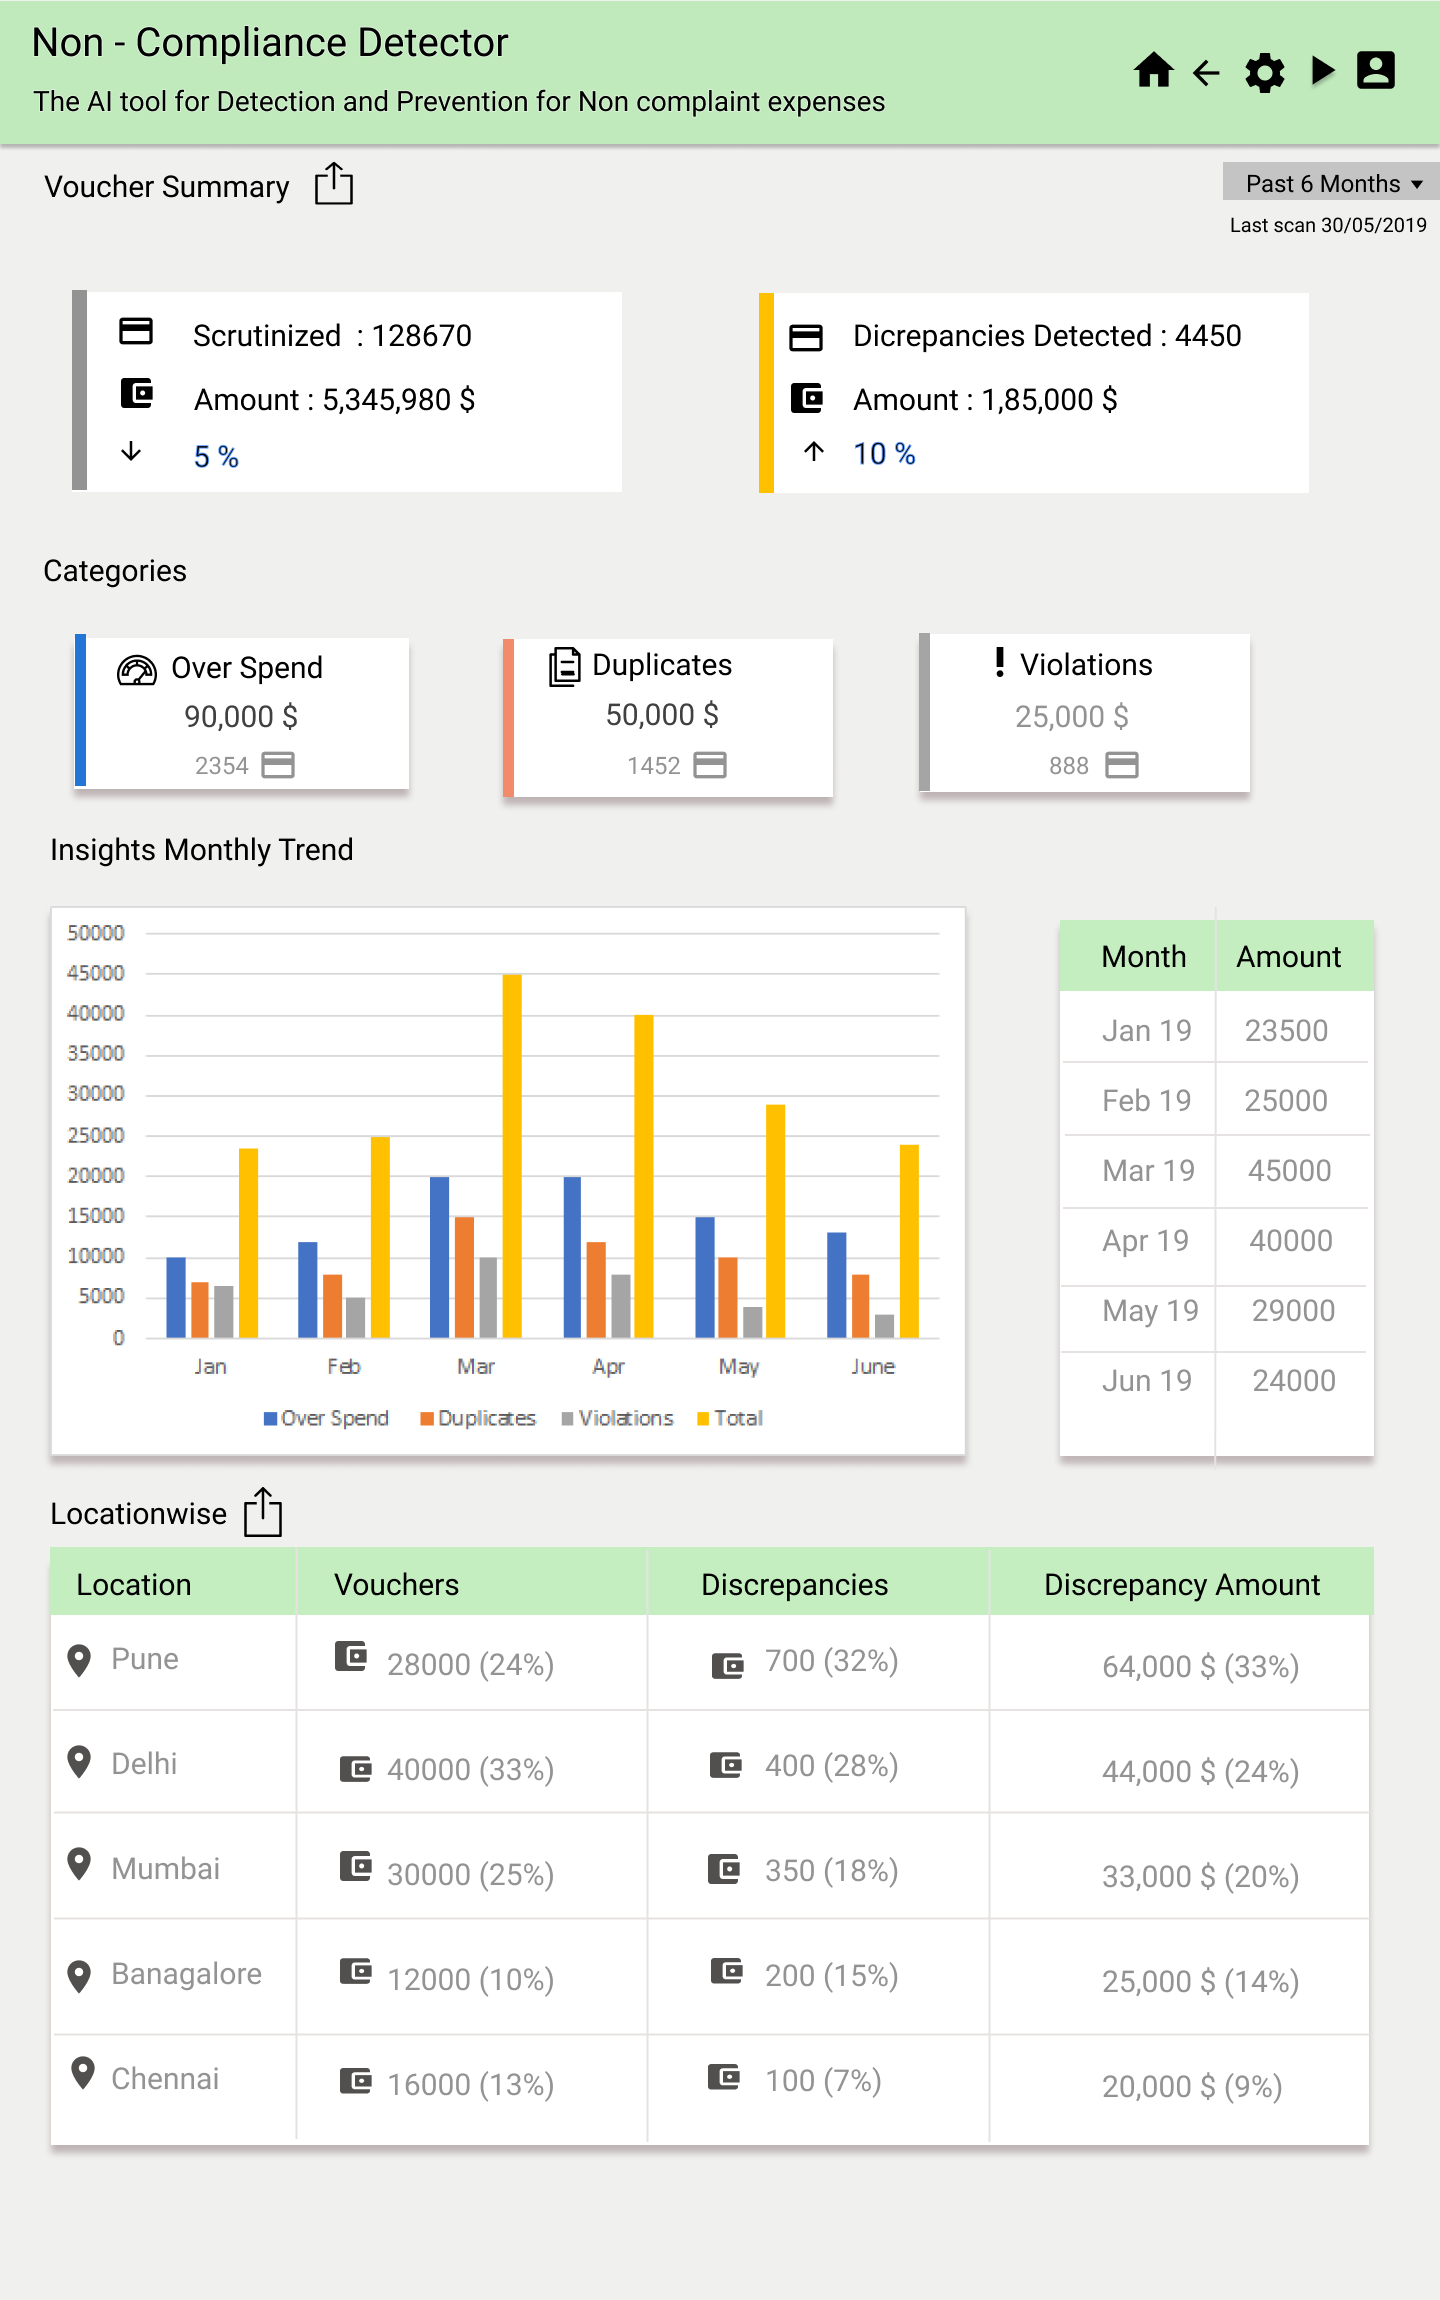 Non - Compliance Detector
The AI tool for Detection and Prevention for Non complaint expenses
Voucher Summary
Past 6 Months
Last scan 30/05/2019
Scrutinized : 128670
Amount : 5,345,980 $
5 %
Dicrepancies Detected : 4450
Amount : 1,85,000 $
10 %
Categories
Over Spend
90,000 $
2354
Duplicates
50,000 $
1452
Violations
25,000 $
888
Insights Monthly Trend
50000
45000
40000
35000
30000
25000
20000
15000
10000
5000
0
Jan Feb Mar Apr May June
Over Spend Duplicates Violations Total
Month Amount
Jan 19 23500
Feb 19 25000
Mar 19 45000
Apr 19 40000
May 19 29000
Jun 19 24000
Locationwise
Location Vouchers Discrepancies Discrepancy Amount
Pune 28000 (24%) 700 (32%) 64,000 $ (33%)
Delhi 40000 (33%) 400 (28%) 44,000 $ (24%)
Mumbai 30000 (25%) 350 (18%) 33,000 $ (20%)
Banagalore 12000 (10%) 200 (15%) 25,000 $ (14%)
Chennai 16000 (13%) 100 (7%) 20,000 $ (9%)